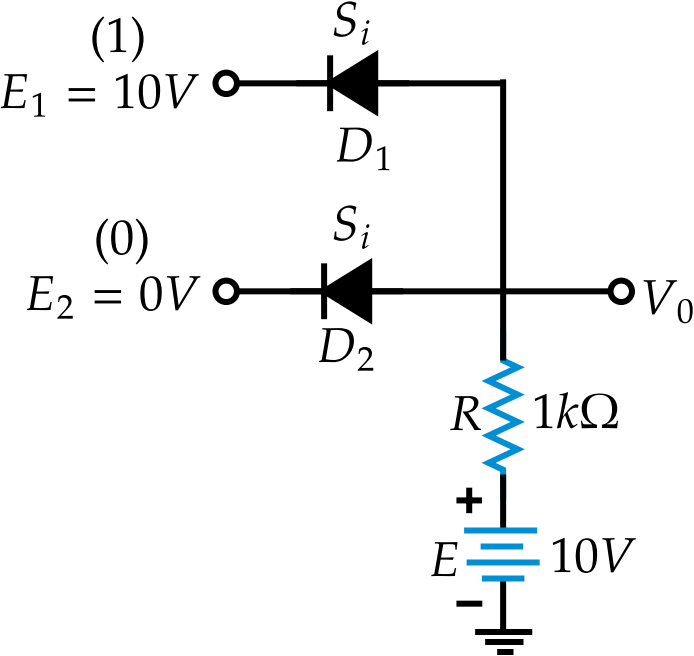 (1)
Si
E1 = 10V
D1
(0)
Si
E2 = 0V
V0
D2
R 1kΩ
+
E 10V
−